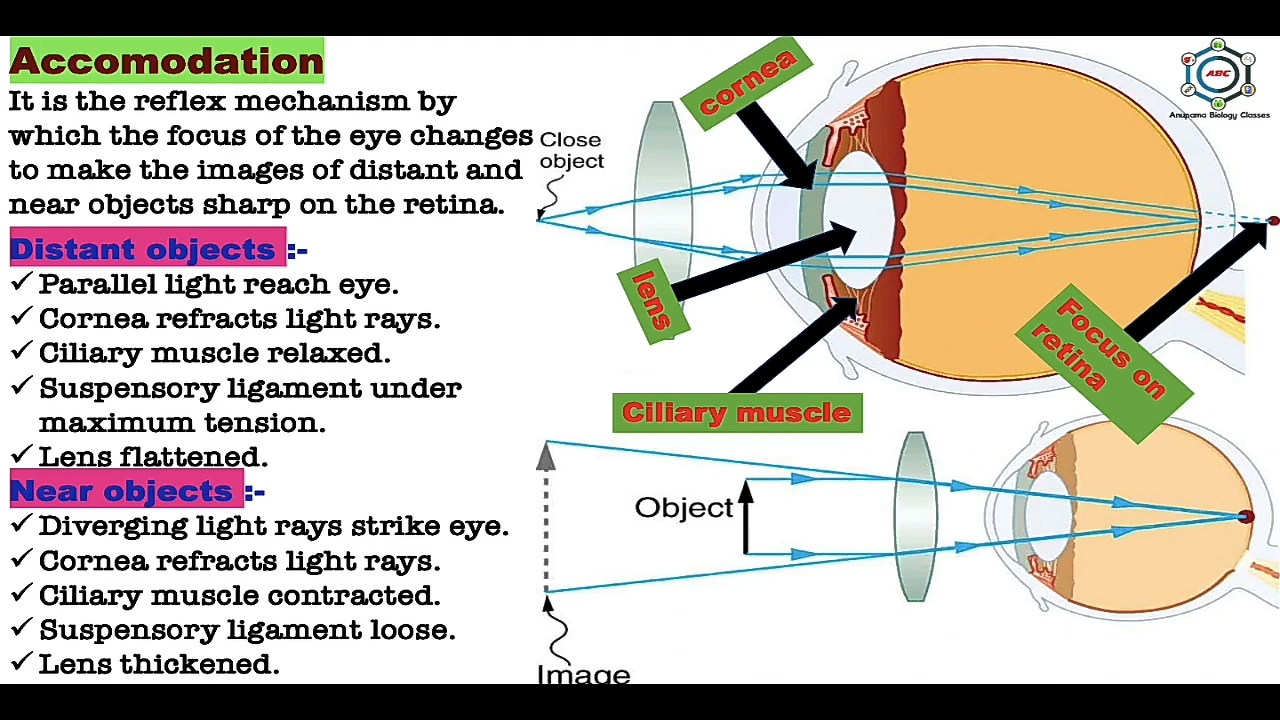 Accomodation
It is the reflex mechanism by
which the focus of the eye changes
to make the images of distant and
near objects sharp on the retina.
Distant objects :-
✓ Parallel light reach eye.
✓ Cornea refracts light rays.
✓ Ciliary muscle relaxed.
✓ Suspensory ligament under
maximum tension.
✓ Lens flattened.
Near objects :-
✓ Diverging light rays strike eye.
✓ Cornea refracts light rays.
✓ Ciliary muscle contracted.
✓ Suspensory ligament loose.
✓ Lens thickened.
Close
object
cornea
lens
Ciliary muscle
Focus on
retina
ABC
Anupama Biology Classes
Object
Image